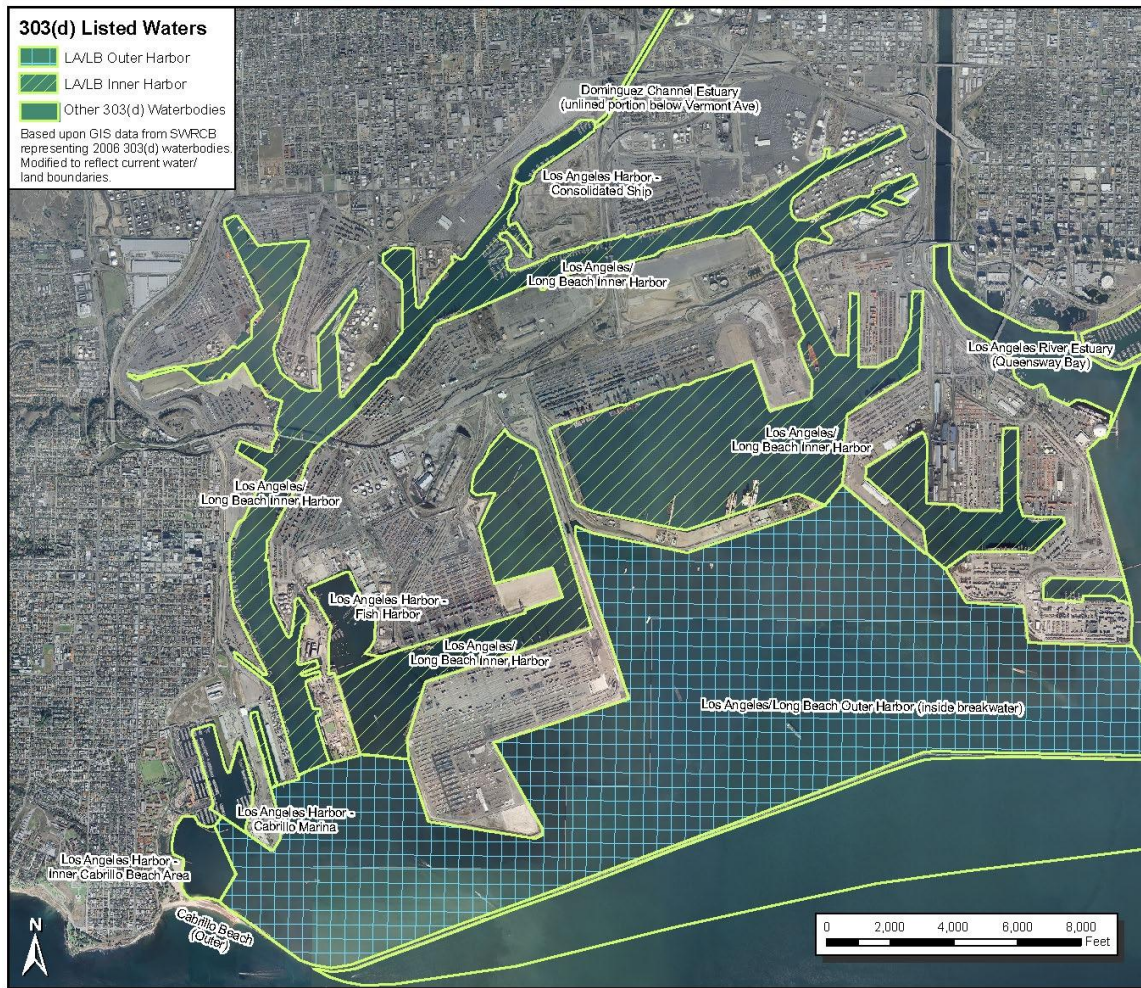 303(d) Listed Waters
LA/LB Outer Harbor
LA/LB Inner Harbor
Other 303(d) Waterbodies
Based upon GIS data from SWRCB
representing 2006 303(d) waterbodies.
Modified to reflect current water/
land boundaries.
Dominguez Channel Estuary
(unlined portion below Vermont Ave)
Los Angeles Harbor -
Consolidated Ship
Los Angeles/
Long Beach Inner Harbor
Los Angeles River Estuary
(Queensway Bay)
Los Angeles/
Long Beach Inner Harbor
Los Angeles/
Long Beach Inner Harbor
Los Angeles Harbor -
Fish Harbor
Los Angeles/
Long Beach Inner Harbor
Los Angeles/Long Beach Outer Harbor (inside breakwater)
Los Angeles Harbor -
Cabrillo Marina
Los Angeles Harbor -
Inner Cabrillo Beach Area
Cabrillo Beach
(Outer)
N
0 2,000 4,000 6,000 8,000
Feet